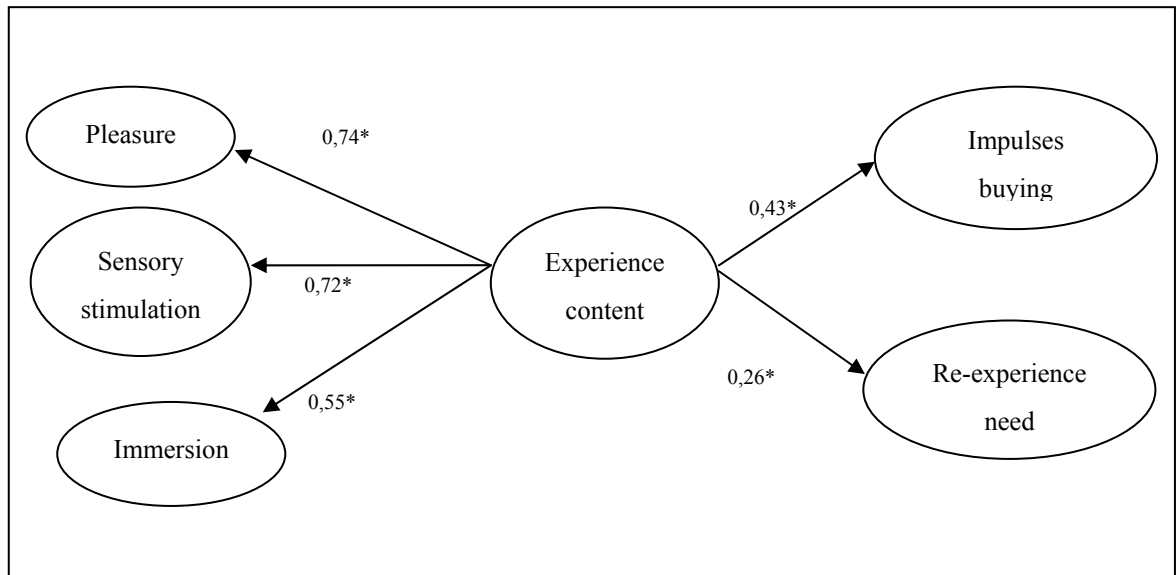 Pleasure
0,74*
Impulses
buying
0,43*
Sensory
stimulation
0,72*
Experience
content
0,55*
Immersion
0,26*
Re-experience
need